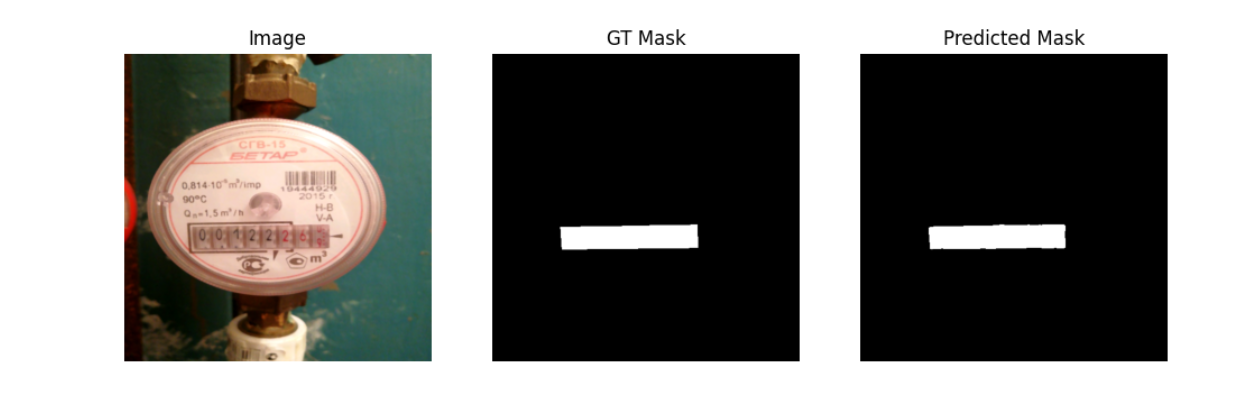 Image GT Mask Predicted Mask
СГВ-15
БЕТАР®
0,814·10⁻³m³/imp
19444929
90°C
2015 г
H-B
Qn=1,5 m³/h
V-A
0 0 1 2 2 2 6
m³